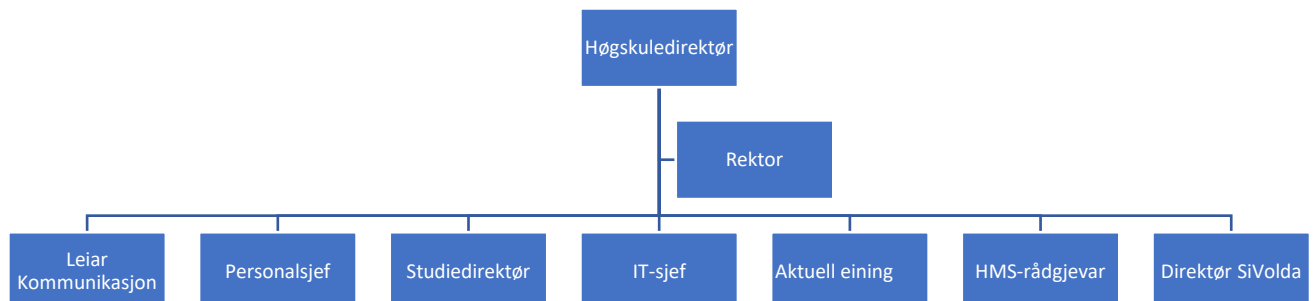 Høgskuledirektør
Rektor
Leiar
Kommunikasjon
Personalsjef
Studiedirektør
IT-sjef
Aktuell eining
HMS-rådgjevar
Direktør SiVolda